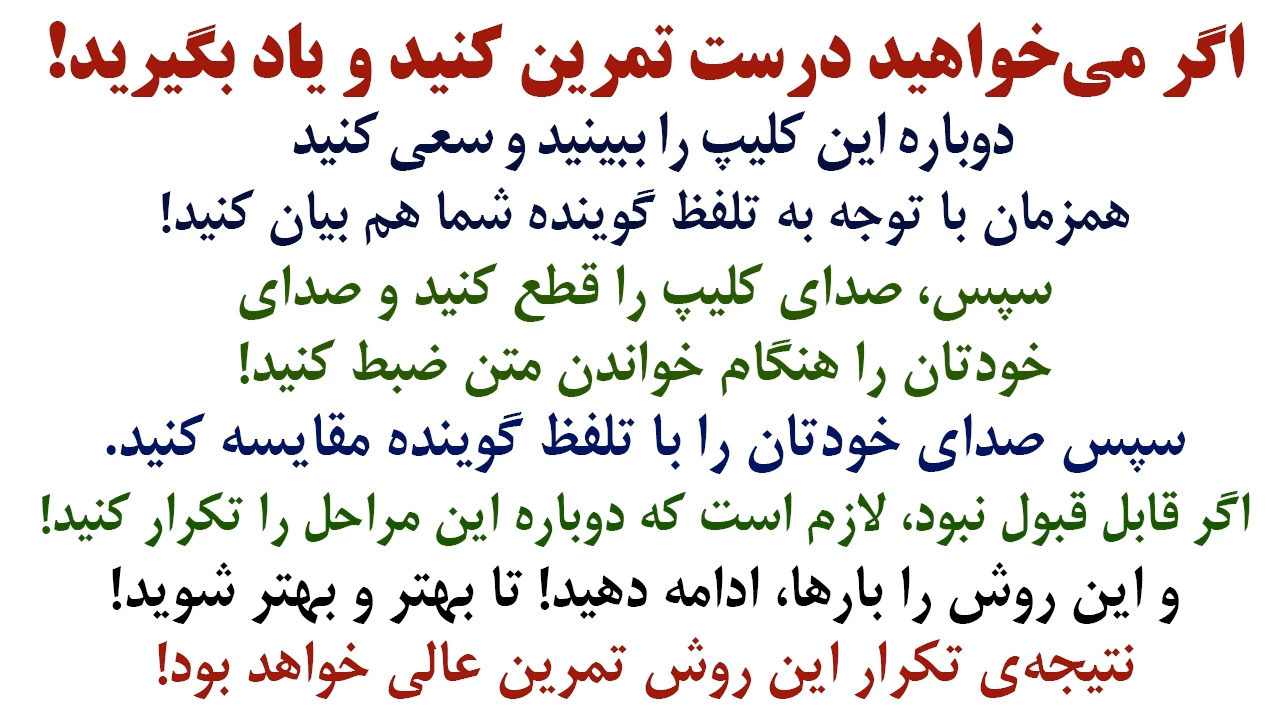 اگر می‌خواهید درست تمرین کنید و یاد بگیرید!
دوباره این کلیپ را ببینید و سعی کنید
همزمان با توجه به تلفظ گوینده شما هم بیان کنید!
سپس، صدای کلیپ را قطع کنید و صدای
خودتان را هنگام خواندن متن ضبط کنید!
سپس صدای خودتان را با تلفظ گوینده مقایسه کنید.
اگر قابل قبول نبود، لازم است که دوباره این مراحل را تکرار کنید!
و این روش را بارها، ادامه دهید! تا بهتر و بهتر شوید!
نتیجه‌ی تکرار این روش تمرین عالی خواهد بود!